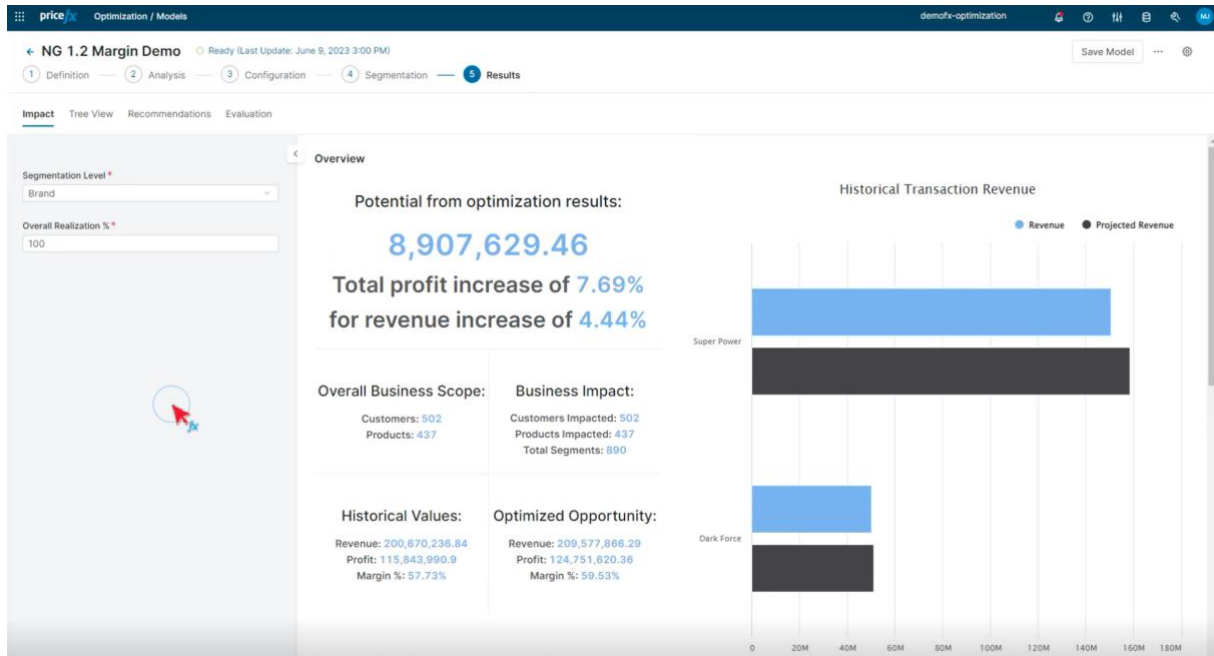 pricefx Optimization / Models demofx-optimization MJ
← NG 1.2 Margin Demo Ready (Last Update: June 9, 2023 3:00 PM) Save Model ...
1 Definition 2 Analysis 3 Configuration 4 Segmentation 5 Results
Impact Tree View Recommendations Evaluation
Segmentation Level *
Brand
Overall Realization % *
100
fx
Overview
Potential from optimization results:
8,907,629.46
Total profit increase of 7.69%
for revenue increase of 4.44%
Overall Business Scope:
Customers: 502
Products: 437
Business Impact:
Customers Impacted: 502
Products Impacted: 437
Total Segments: 890
Historical Values:
Revenue: 200,670,236.84
Profit: 115,843,990.9
Margin %: 57.73%
Optimized Opportunity:
Revenue: 209,577,866.29
Profit: 124,751,620.36
Margin %: 59.53%
Historical Transaction Revenue
Revenue Projected Revenue
Super Power
Dark Force
0 20M 40M 60M 80M 100M 120M 140M 160M 180M